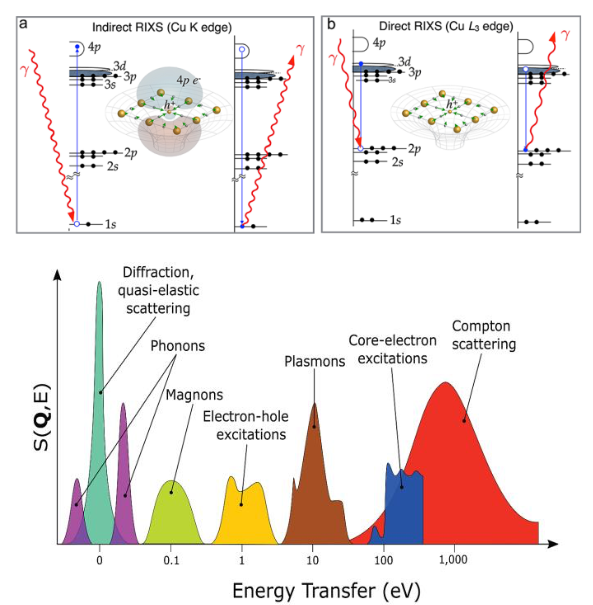 a
Indirect RIXS (Cu K edge)
4p
3d
3p
3s
γ
4p e⁻
h⁺
2p
2s
≈
1s
γ
b
Direct RIXS (Cu L₃ edge)
4p
3d
3p
3s
γ
h⁺
2p
2s
≈
1s
γ
Diffraction,
quasi-elastic
scattering
Phonons
Magnons
Electron-hole
excitations
Plasmons
Core-electron
excitations
Compton
scattering
S(Q,E)
0
0.1
1
10
100
1,000
Energy Transfer (eV)